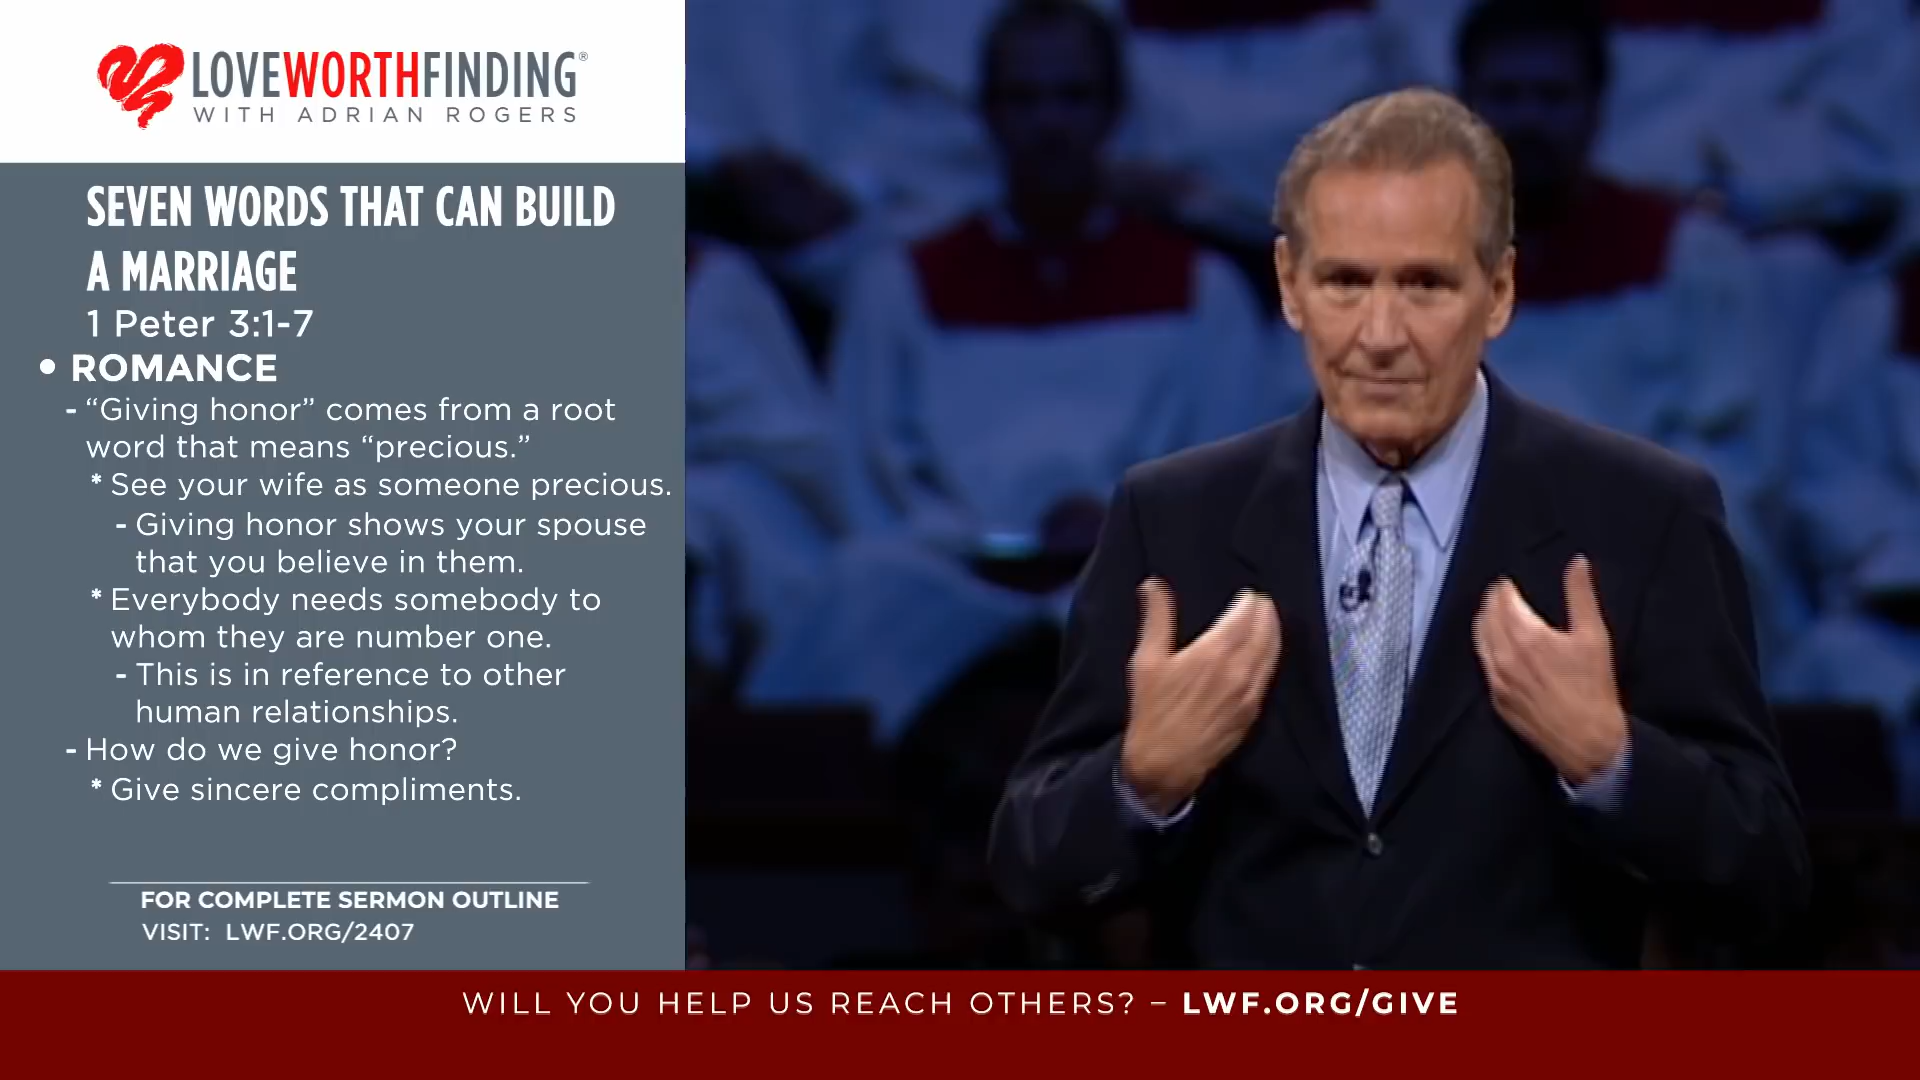 LOVEWORTHFINDING®
WITH ADRIAN ROGERS
SEVEN WORDS THAT CAN BUILD
A MARRIAGE
1 Peter 3:1-7
• ROMANCE
- “Giving honor” comes from a root
word that means “precious.”
* See your wife as someone precious.
- Giving honor shows your spouse
that you believe in them.
* Everybody needs somebody to
whom they are number one.
- This is in reference to other
human relationships.
- How do we give honor?
* Give sincere compliments.
FOR COMPLETE SERMON OUTLINE
VISIT: LWF.ORG/2407
WILL YOU HELP US REACH OTHERS? – LWF.ORG/GIVE